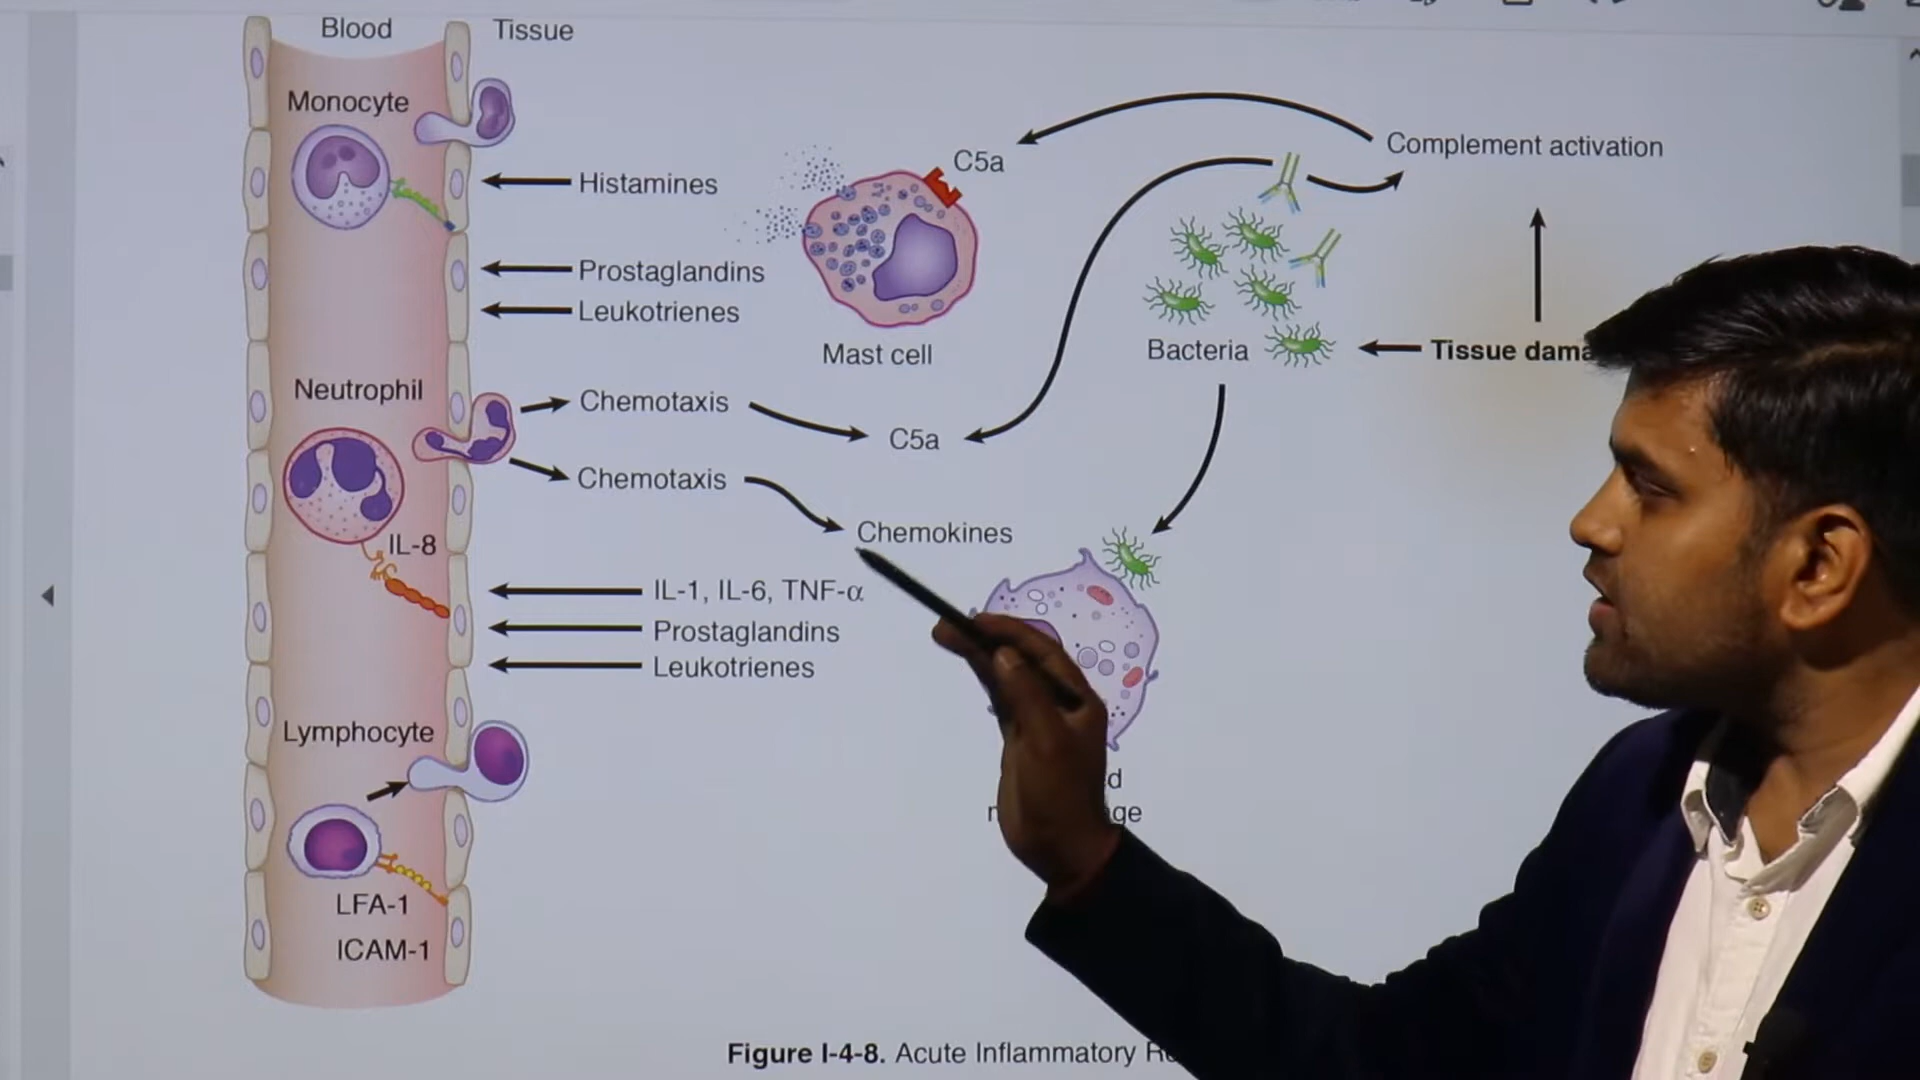 Blood
Tissue
Monocyte
Complement activation
C5a
Histamines
Prostaglandins
Leukotrienes
Mast cell
Bacteria
Tissue
Neutrophil
Chemotaxis
C5a
Chemotaxis
Chemokines
IL-8
IL-1, IL-6, TNF-α
Prostaglandins
Leukotrienes
Lymphocyte
LFA-1
ICAM-1
Figure I-4-8. Acute Inflammatory